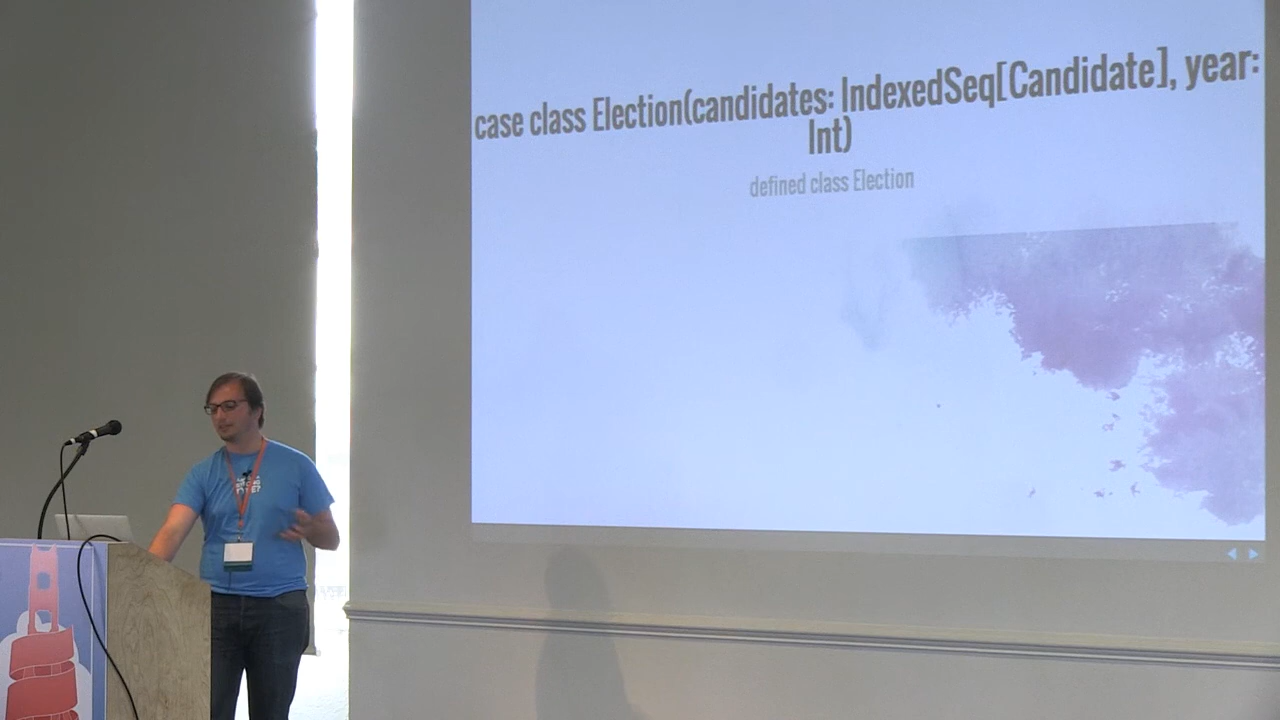 case class Election(candidates: IndexedSeq[Candidate], year:
Int)
defined class Election